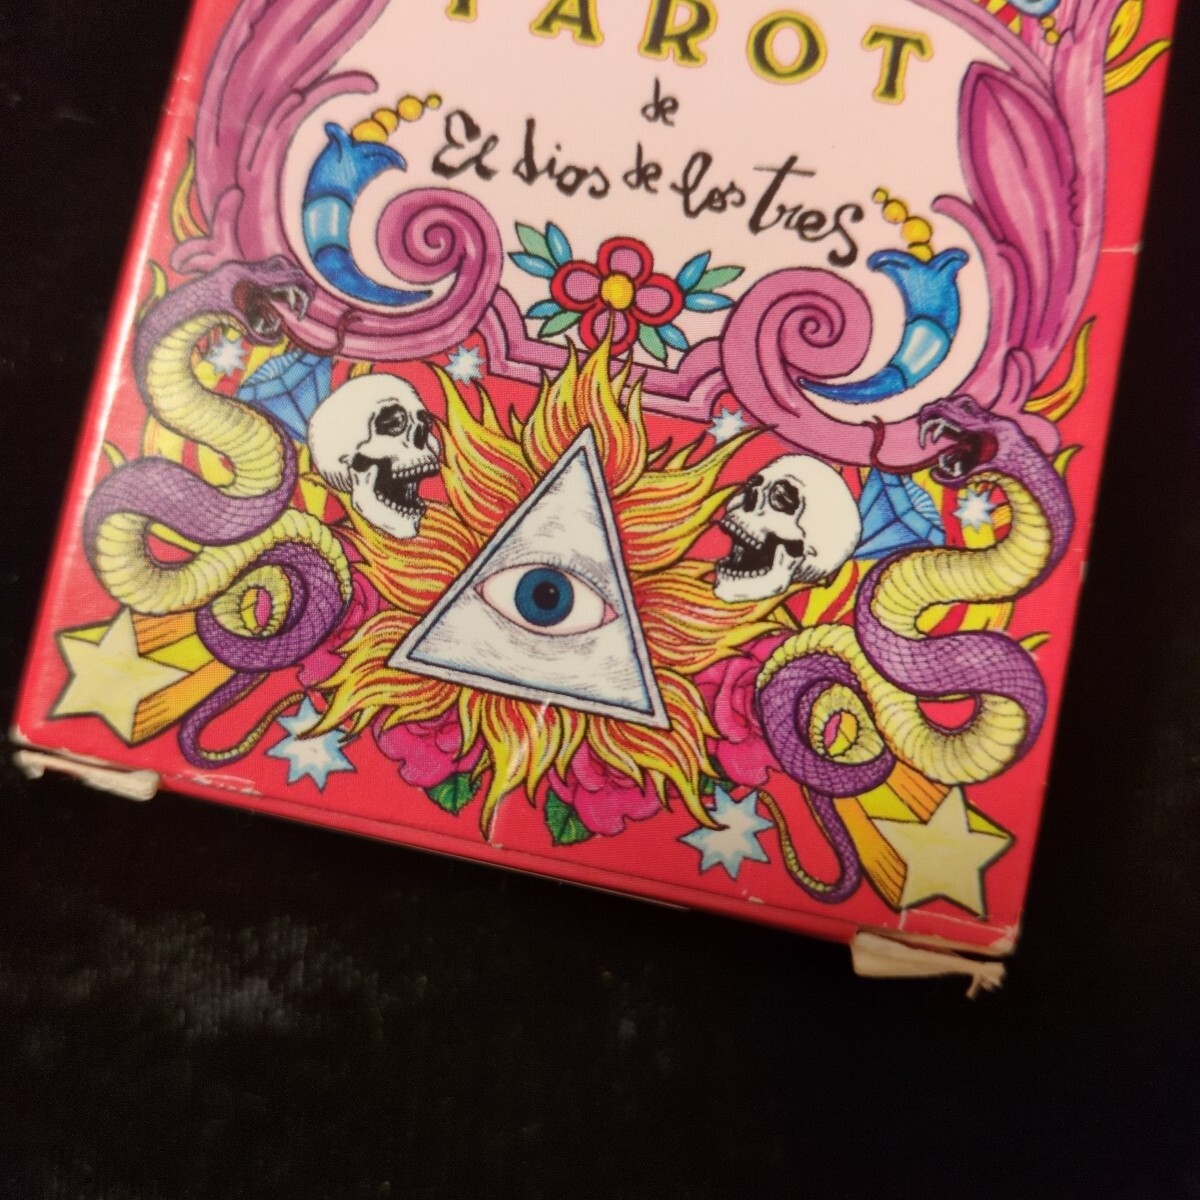 TAROT
de
El dios de los tres